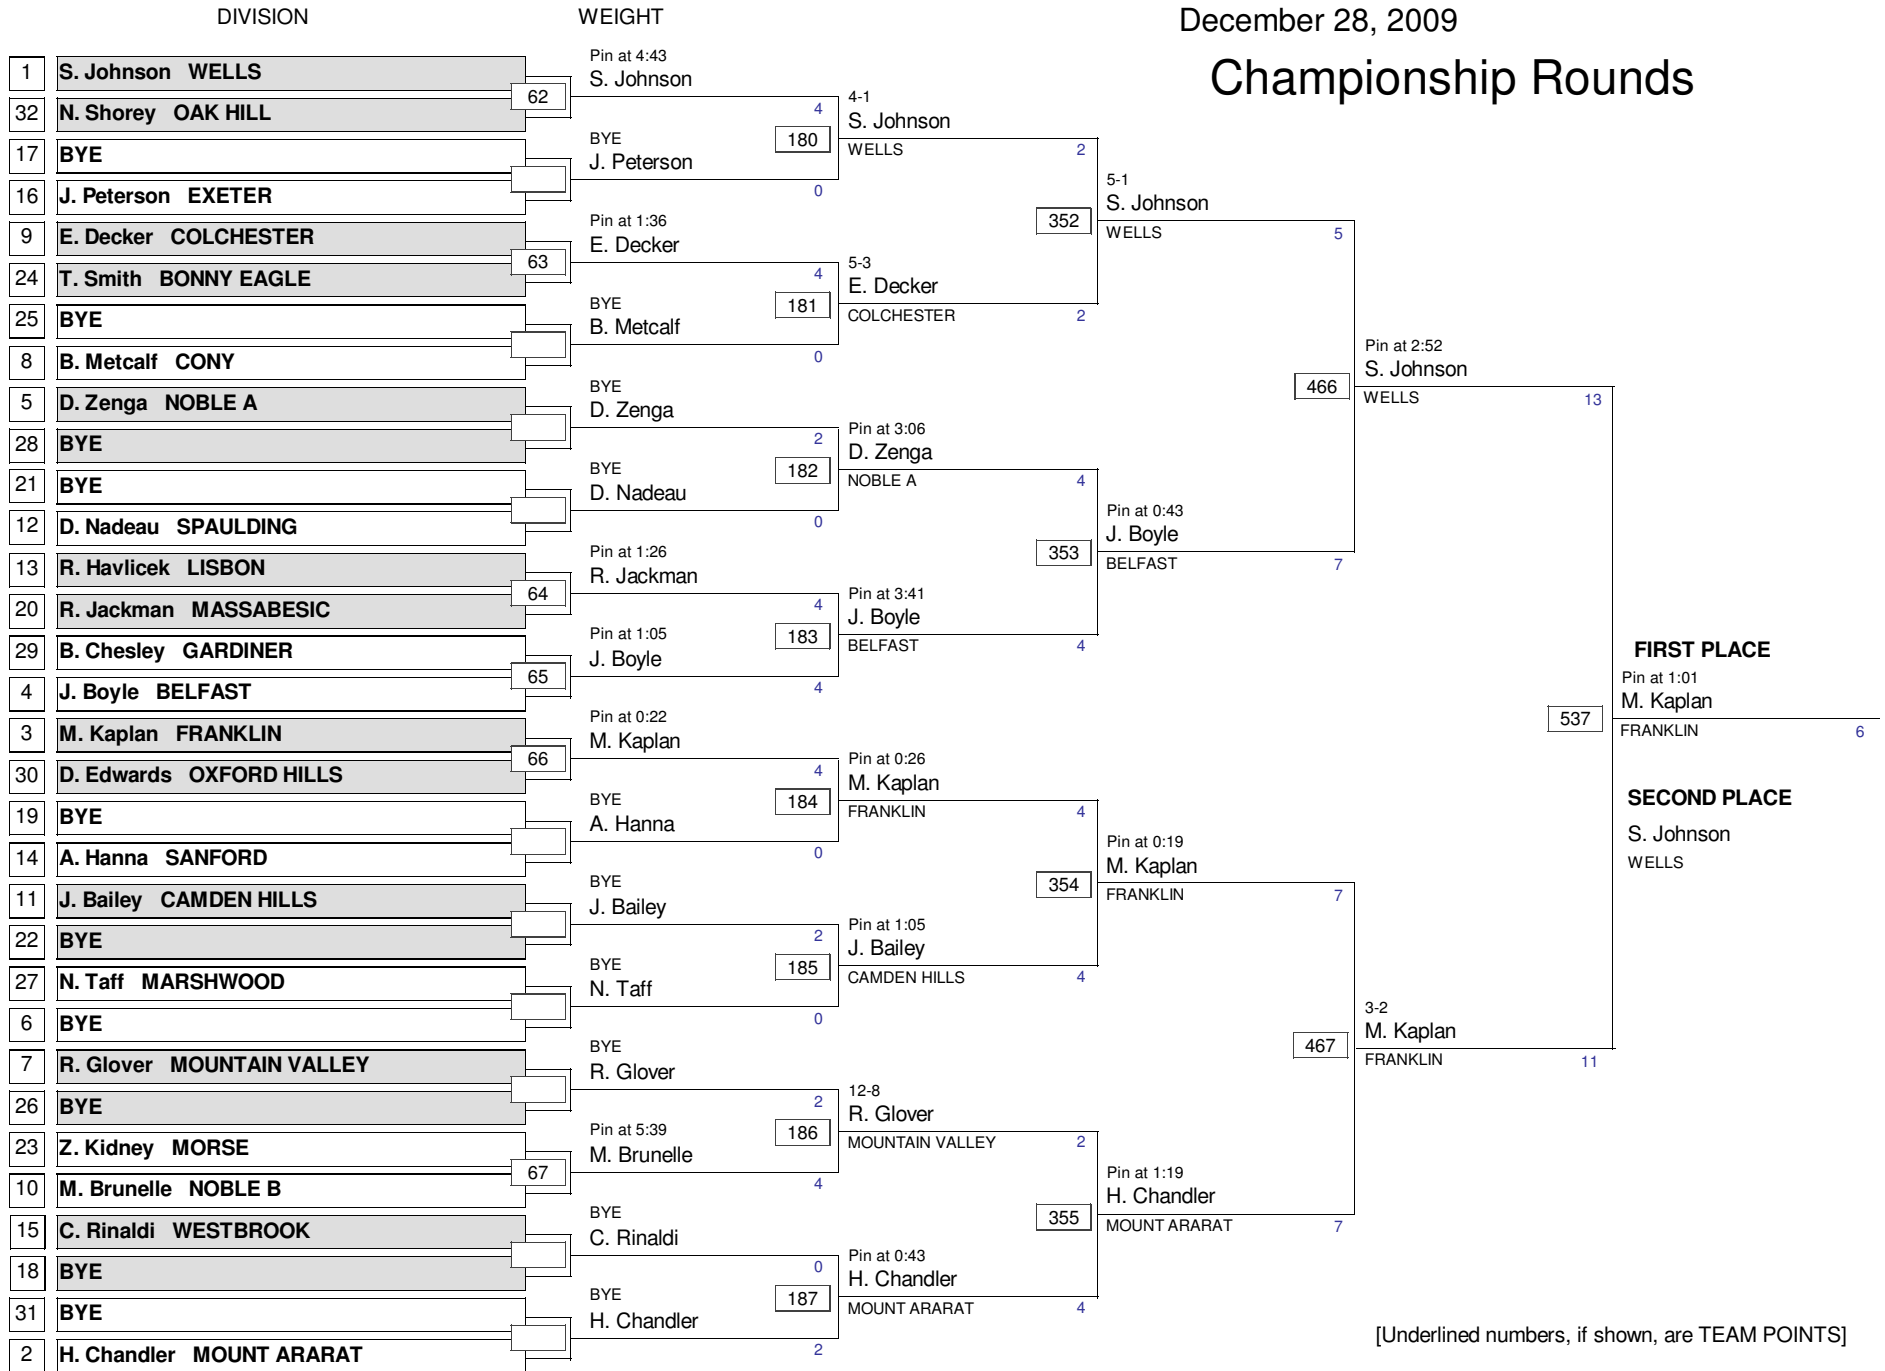 DIVISION
WEIGHT
December 28, 2009
Championship Rounds
1 S. Johnson WELLS
32 N. Shorey OAK HILL
17 BYE
16 J. Peterson EXETER
9 E. Decker COLCHESTER
24 T. Smith BONNY EAGLE
25 BYE
8 B. Metcalf CONY
5 D. Zenga NOBLE A
28 BYE
21 BYE
12 D. Nadeau SPAULDING
13 R. Havlicek LISBON
20 R. Jackman MASSABESIC
29 B. Chesley GARDINER
4 J. Boyle BELFAST
3 M. Kaplan FRANKLIN
30 D. Edwards OXFORD HILLS
19 BYE
14 A. Hanna SANFORD
11 J. Bailey CAMDEN HILLS
22 BYE
27 N. Taff MARSHWOOD
6 BYE
7 R. Glover MOUNTAIN VALLEY
26 BYE
23 Z. Kidney MORSE
10 M. Brunelle NOBLE B
15 C. Rinaldi WESTBROOK
18 BYE
31 BYE
2 H. Chandler MOUNT ARARAT
62
63
64
65
66
67
Pin at 4:43
S. Johnson
4
BYE
J. Peterson
0
Pin at 1:36
E. Decker
4
BYE
B. Metcalf
0
BYE
D. Zenga
2
BYE
D. Nadeau
0
Pin at 1:26
R. Jackman
4
Pin at 1:05
J. Boyle
4
Pin at 0:22
M. Kaplan
4
BYE
A. Hanna
0
BYE
J. Bailey
2
BYE
N. Taff
0
BYE
R. Glover
2
Pin at 5:39
M. Brunelle
4
BYE
C. Rinaldi
0
BYE
H. Chandler
2
180
181
182
183
184
185
186
187
4-1
S. Johnson
WELLS 2
5-3
E. Decker
COLCHESTER 2
Pin at 3:06
D. Zenga
NOBLE A 4
Pin at 3:41
J. Boyle
BELFAST 4
Pin at 0:26
M. Kaplan
FRANKLIN 4
Pin at 1:05
J. Bailey
CAMDEN HILLS 4
12-8
R. Glover
MOUNTAIN VALLEY 2
Pin at 0:43
H. Chandler
MOUNT ARARAT 4
352
353
354
355
5-1
S. Johnson
WELLS 5
Pin at 0:43
J. Boyle
BELFAST 7
Pin at 0:19
M. Kaplan
FRANKLIN 7
Pin at 1:19
H. Chandler
MOUNT ARARAT 7
466
467
Pin at 2:52
S. Johnson
WELLS 13
3-2
M. Kaplan
FRANKLIN 11
537
FIRST PLACE
Pin at 1:01
M. Kaplan
FRANKLIN 6
SECOND PLACE
S. Johnson
WELLS
[Underlined numbers, if shown, are TEAM POINTS]